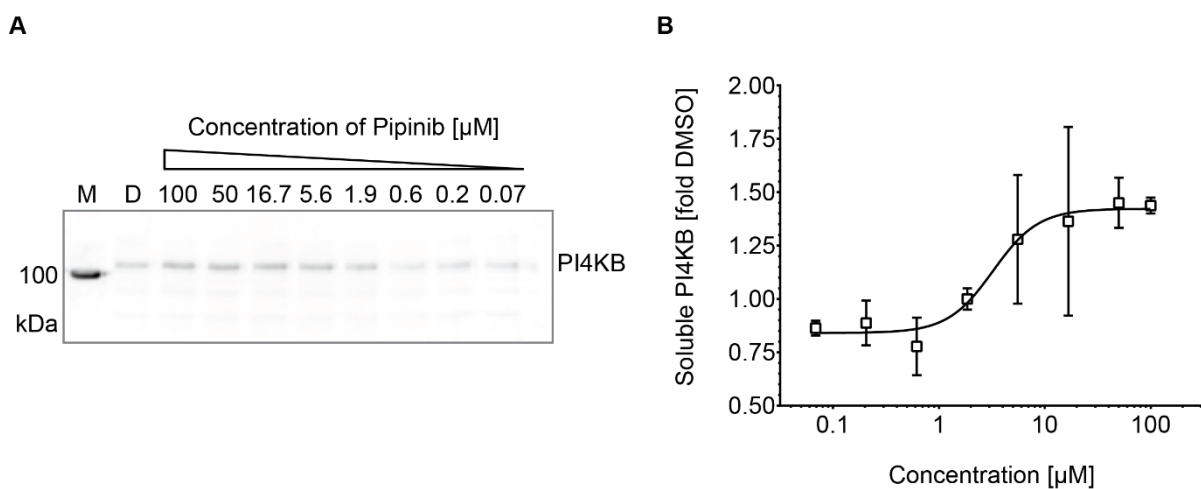 A
Concentration of Pipinib [µM]
M D 100 50 16.7 5.6 1.9 0.6 0.2 0.07
100
kDa
PI4KB
B
Soluble PI4KB [fold DMSO]
2.00
1.75
1.50
1.25
1.00
0.75
0.50
0.1 1 10 100
Concentration [µM]